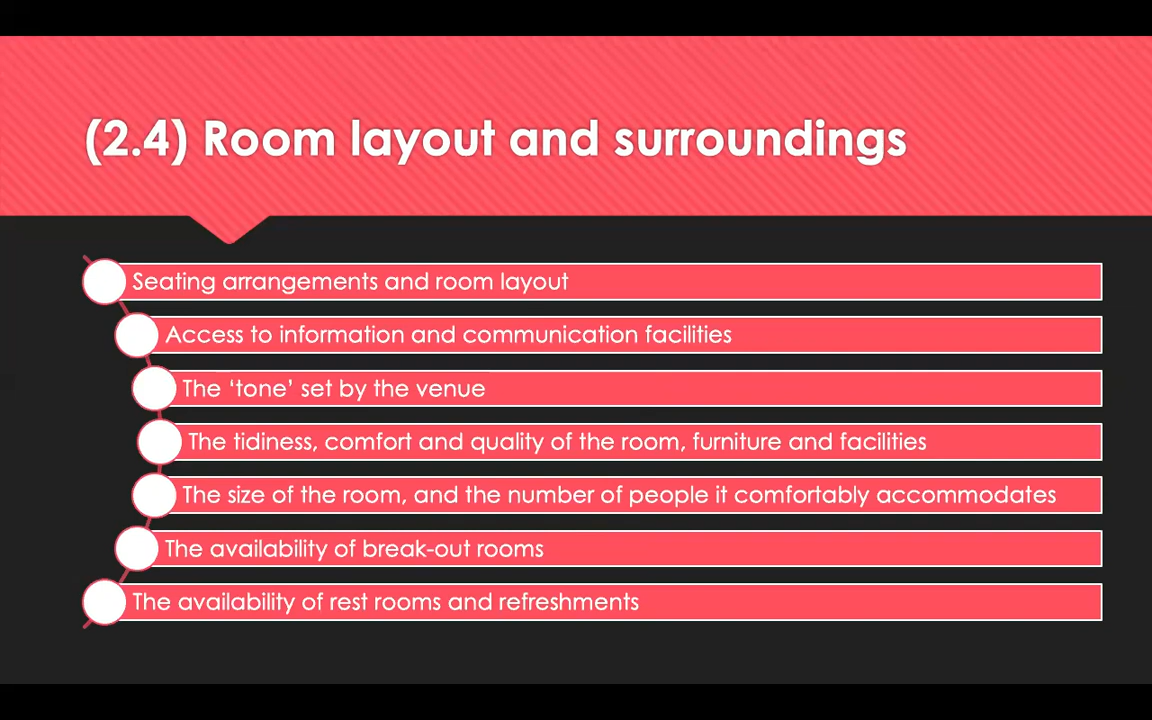 (2.4) Room layout and surroundings
Seating arrangements and room layout
Access to information and communication facilities
The ‘tone’ set by the venue
The tidiness, comfort and quality of the room, furniture and facilities
The size of the room, and the number of people it comfortably accommodates
The availability of break-out rooms
The availability of rest rooms and refreshments